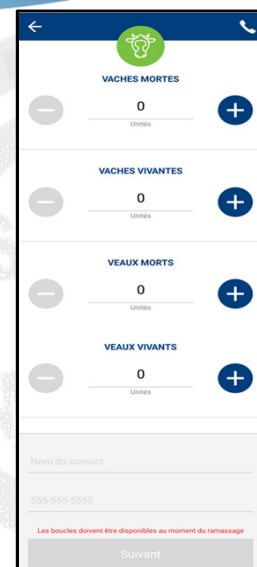 VACHES MORTES
0
Unités
VACHES VIVANTES
0
Unités
VEAUX MORTS
0
Unités
VEAUX VIVANTS
0
Unités
Nom du contact
555-555-5555
Les boucles doivent être disponibles au moment du ramassage
Suivant